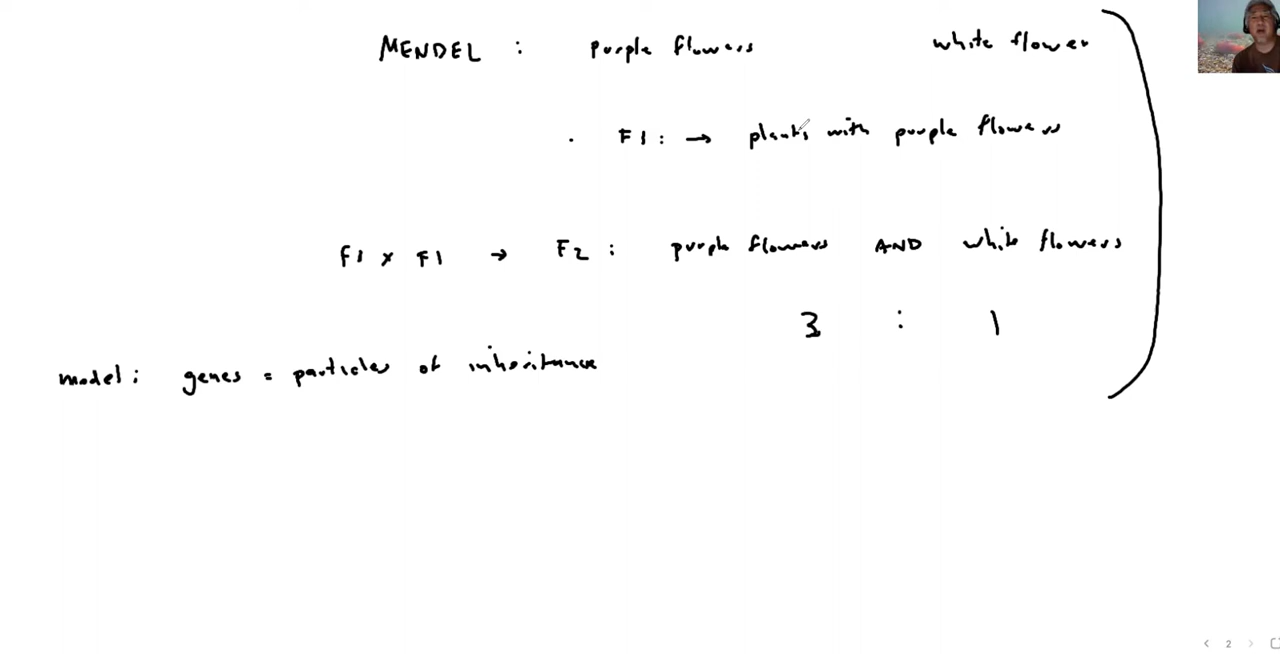 MENDEL : purple flowers white flower
. F1: → plants with purple flowers
F1 x F1 → F2 : purple flowers AND white flowers
3 : 1
model: genes = particles of inheritance
< 2 >